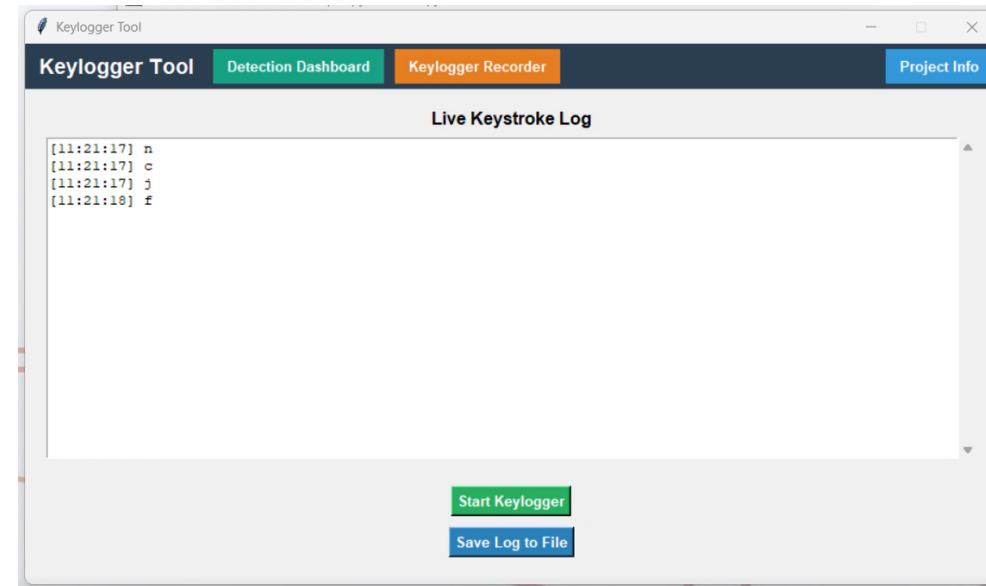 Keylogger Tool
Keylogger Tool Detection Dashboard Keylogger Recorder Project Info
Live Keystroke Log
[11:21:17] n
[11:21:17] c
[11:21:17] j
[11:21:18] f
Start Keylogger
Save Log to File